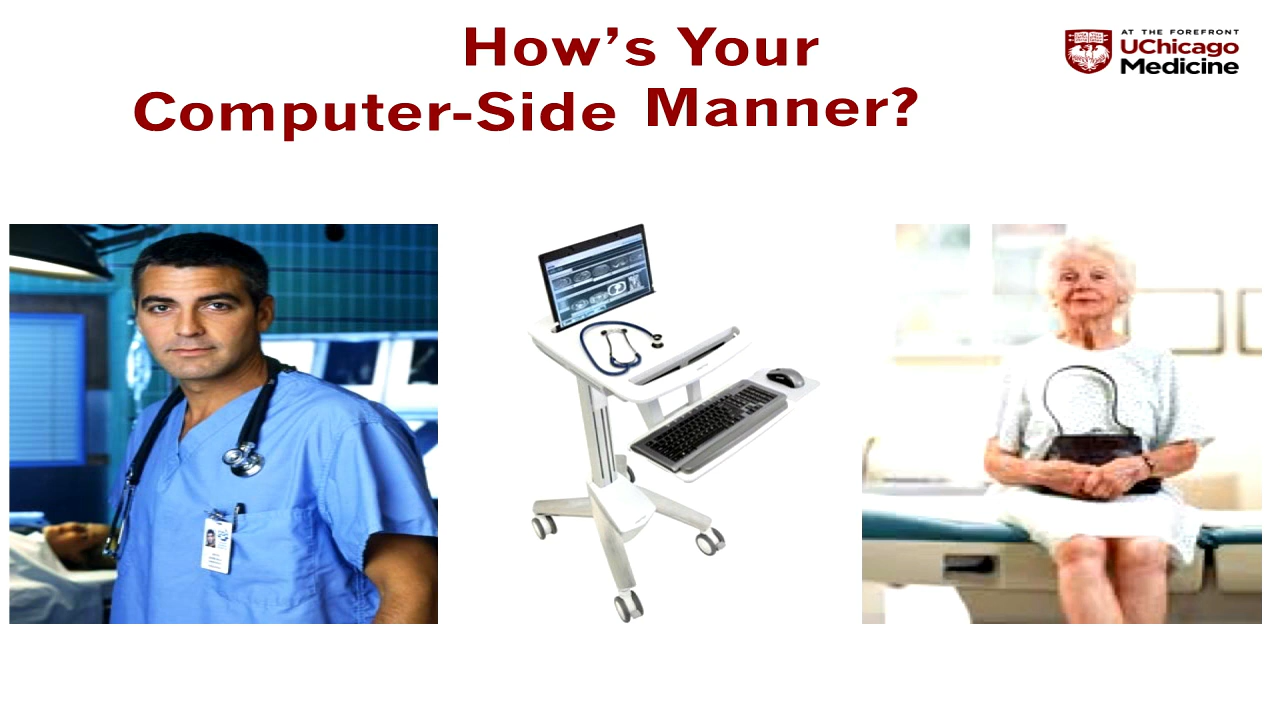 How’s Your
Computer-Side Manner?
AT THE FOREFRONT
UChicago
Medicine